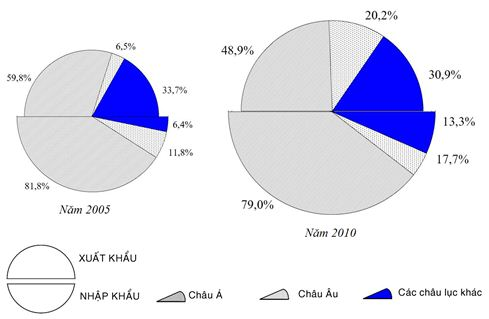 6,5%
59,8%
33,7%
6,4%
11,8%
81,8%
Năm 2005
20,2%
48,9%
30,9%
13,3%
17,7%
79,0%
Năm 2010
XUẤT KHẨU
NHẬP KHẨU
Châu Á
Châu Âu
Các châu lục khác